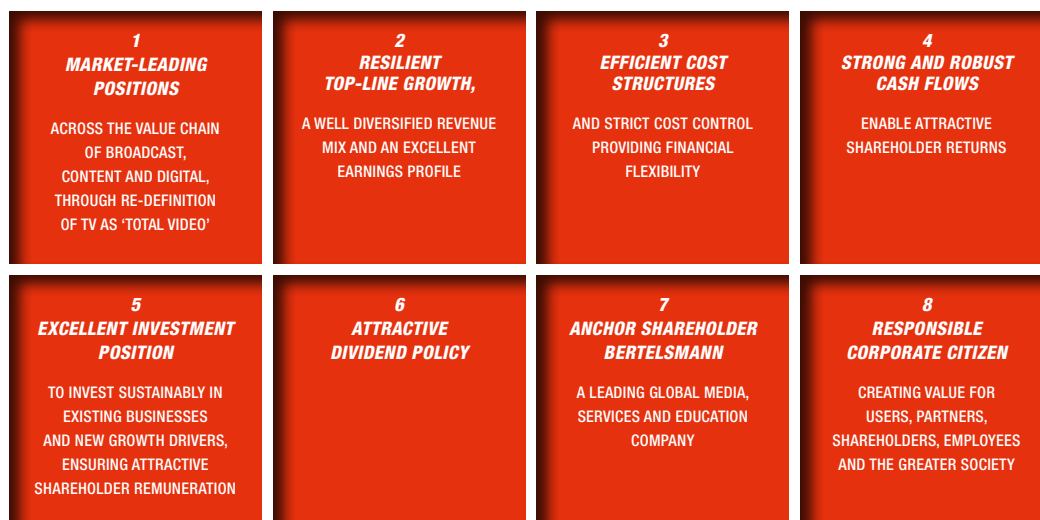 1
MARKET-LEADING
POSITIONS
ACROSS THE VALUE CHAIN
OF BROADCAST,
CONTENT AND DIGITAL,
THROUGH RE-DEFINITION
OF TV AS ‘TOTAL VIDEO’
2
RESILIENT
TOP-LINE GROWTH,
A WELL DIVERSIFIED REVENUE
MIX AND AN EXCELLENT
EARNINGS PROFILE
3
EFFICIENT COST
STRUCTURES
AND STRICT COST CONTROL
PROVIDING FINANCIAL
FLEXIBILITY
4
STRONG AND ROBUST
CASH FLOWS
ENABLE ATTRACTIVE
SHAREHOLDER RETURNS
5
EXCELLENT INVESTMENT
POSITION
TO INVEST SUSTAINABLY IN
EXISTING BUSINESSES
AND NEW GROWTH DRIVERS,
ENSURING ATTRACTIVE
SHAREHOLDER REMUNERATION
6
ATTRACTIVE
DIVIDEND POLICY
7
ANCHOR SHAREHOLDER
BERTELSMANN
A LEADING GLOBAL MEDIA,
SERVICES AND EDUCATION
COMPANY
8
RESPONSIBLE
CORPORATE CITIZEN
CREATING VALUE FOR
USERS, PARTNERS,
SHAREHOLDERS, EMPLOYEES
AND THE GREATER SOCIETY